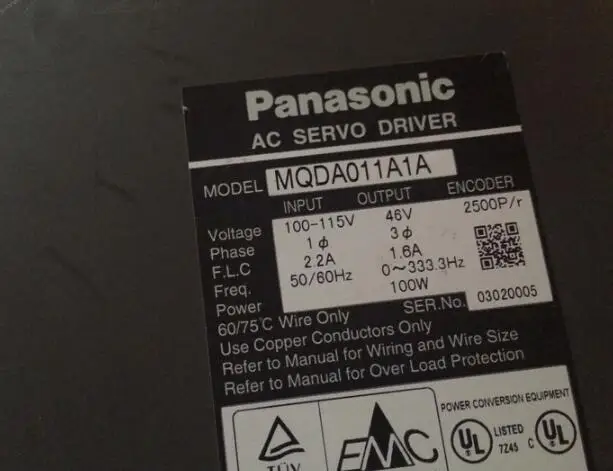 Panasonic
AC SERVO DRIVER
MODEL MQDA011A1A
INPUT OUTPUT ENCODER
Voltage 100-115V 46V 2500P/r
Phase 1ϕ 3ϕ
F.L.C 2.2A 1.6A
Freq. 50/60Hz 0~333.3Hz
Power 100W
SER.No. 03020005
60/75℃ Wire Only
Use Copper Conductors Only
Refer to Manual for Wiring and Wire Size
Refer to Manual for Over Load Protection
POWER CONVERSION EQUIPMENT
TÜV EMC UL LISTED UL
7245 C